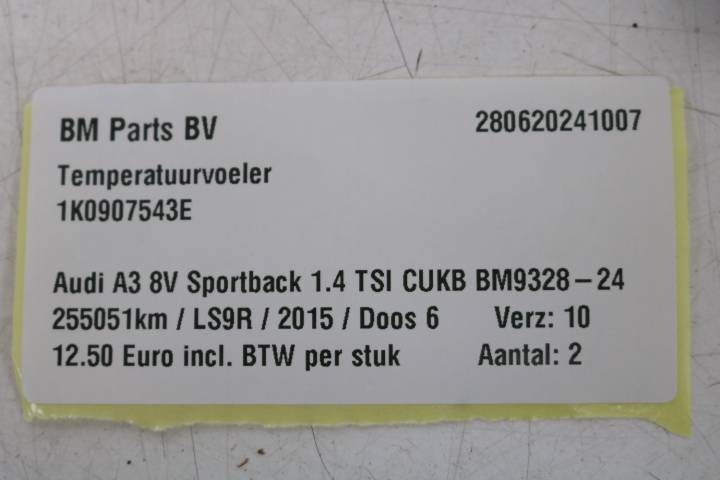 BM Parts BV 280620241007
Temperatuurvoeler
1K0907543E
Audi A3 8V Sportback 1.4 TSI CUKB BM9328-24
255051km / LS9R / 2015 / Doos 6 Verz: 10
12.50 Euro incl. BTW per stuk Aantal: 2